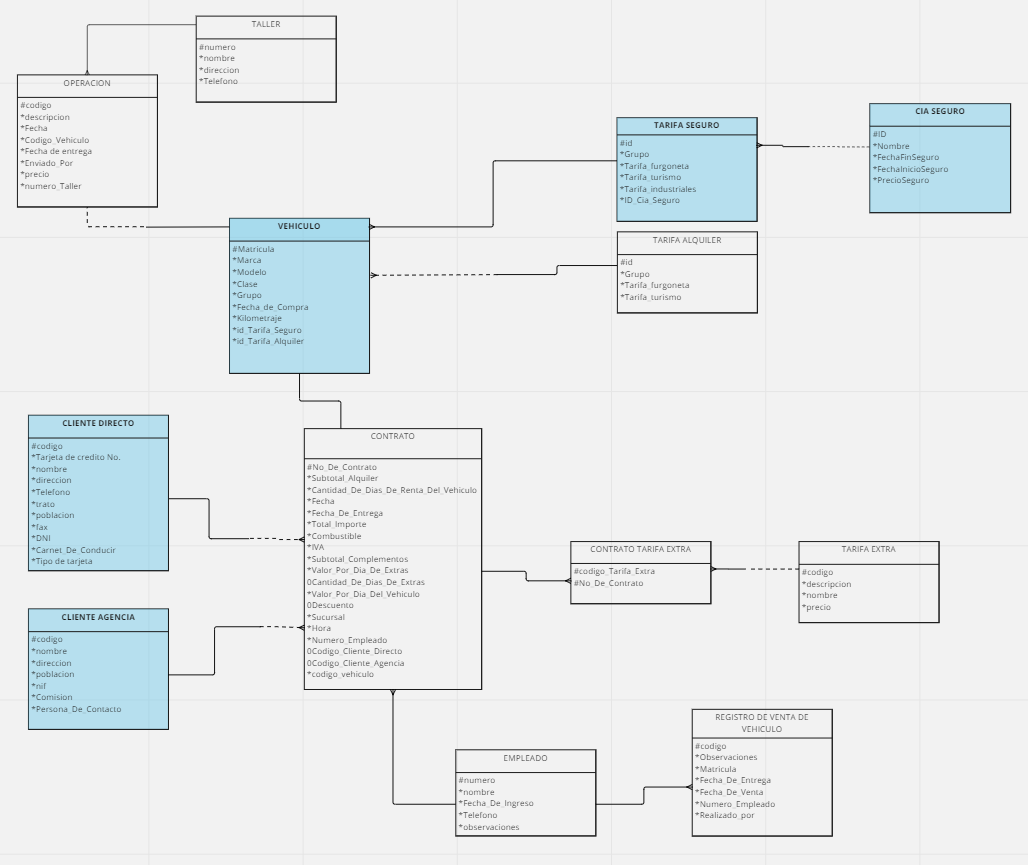 TALLER
#numero
*nombre
*direccion
*Telefono
OPERACION
#codigo
*descripcion
*Fecha
*Codigo_Vehiculo
*Fecha de entrega
*Enviado_Por
*precio
*numero_Taller
TARIFA SEGURO
#id
*Grupo
*Tarifa_furgoneta
*Tarifa_turismo
*Tarifa_industriales
*ID_Cia_Seguro
CIA SEGURO
#ID
*Nombre
*FechaFinSeguro
*FechaInicioSeguro
*PrecioSeguro
VEHICULO
#Matricula
*Marca
*Modelo
*Clase
*Grupo
*Fecha_de_Compra
*Kilometraje
*id_Tarifa_Seguro
*id_Tarifa_Alquiler
TARIFA ALQUILER
#id
*Grupo
*Tarifa_furgoneta
*Tarifa_turismo
CLIENTE DIRECTO
#codigo
*Tarjeta de credito No.
*nombre
*direccion
*Telefono
*trato
*poblacion
*fax
*DNI
*Carnet_De_Conducir
*Tipo de tarjeta
CONTRATO
#No_De_Contrato
*Subtotal_Alquiler
*Cantidad_De_Dias_De_Renta_Del_Vehiculo
*Fecha
*Fecha_De_Entrega
*Total_Importe
*Combustible
*IVA
*Subtotal_Complementos
*Valor_Por_Dia_De_Extras
0Cantidad_De_Dias_De_Extras
*Valor_Por_Dia_Del_Vehiculo
0Descuento
*Sucursal
*Hora
*Numero_Empleado
0Codigo_Cliente_Directo
0Codigo_Cliente_Agencia
*codigo_vehiculo
CONTRATO TARIFA EXTRA
#codigo_Tarifa_Extra
#No_De_Contrato
TARIFA EXTRA
#codigo
*descripcion
*nombre
*precio
CLIENTE AGENCIA
#codigo
*nombre
*direccion
*poblacion
*nif
*Comision
*Persona_De_Contacto
EMPLEADO
#numero
*nombre
*Fecha_De_Ingreso
*Telefono
*observaciones
REGISTRO DE VENTA DE
VEHICULO
#codigo
*Observaciones
*Matricula
*Fecha_De_Entrega
*Fecha_De_Venta
*Numero_Empleado
*Realizado_por